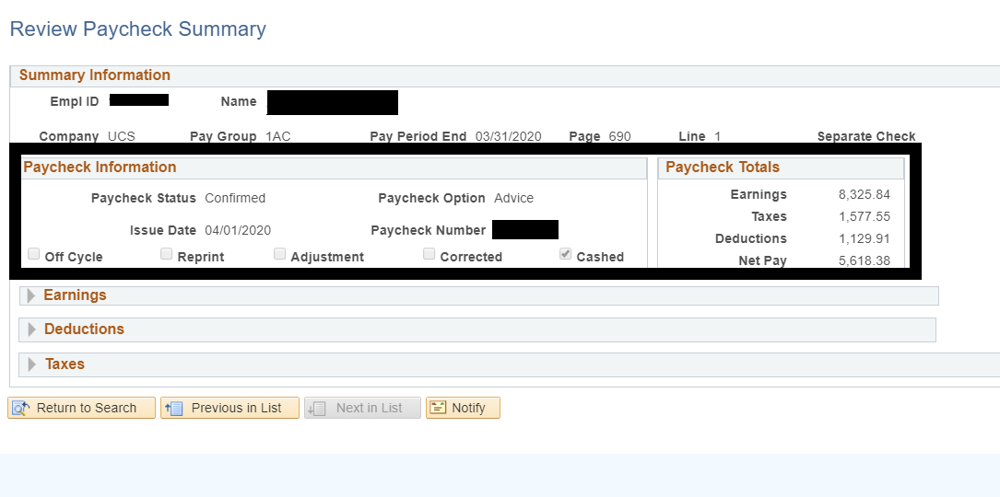 Review Paycheck Summary
Summary Information
Empl ID Name
Company UCS Pay Group 1AC Pay Period End 03/31/2020 Page 690 Line 1 Separate Check
Paycheck Information
Paycheck Status Confirmed Paycheck Option Advice
Issue Date 04/01/2020 Paycheck Number
Off Cycle Reprint Adjustment Corrected Cashed
Paycheck Totals
Earnings 8,325.84
Taxes 1,577.55
Deductions 1,129.91
Net Pay 5,618.38
Earnings
Deductions
Taxes
Return to Search Previous in List Next in List Notify